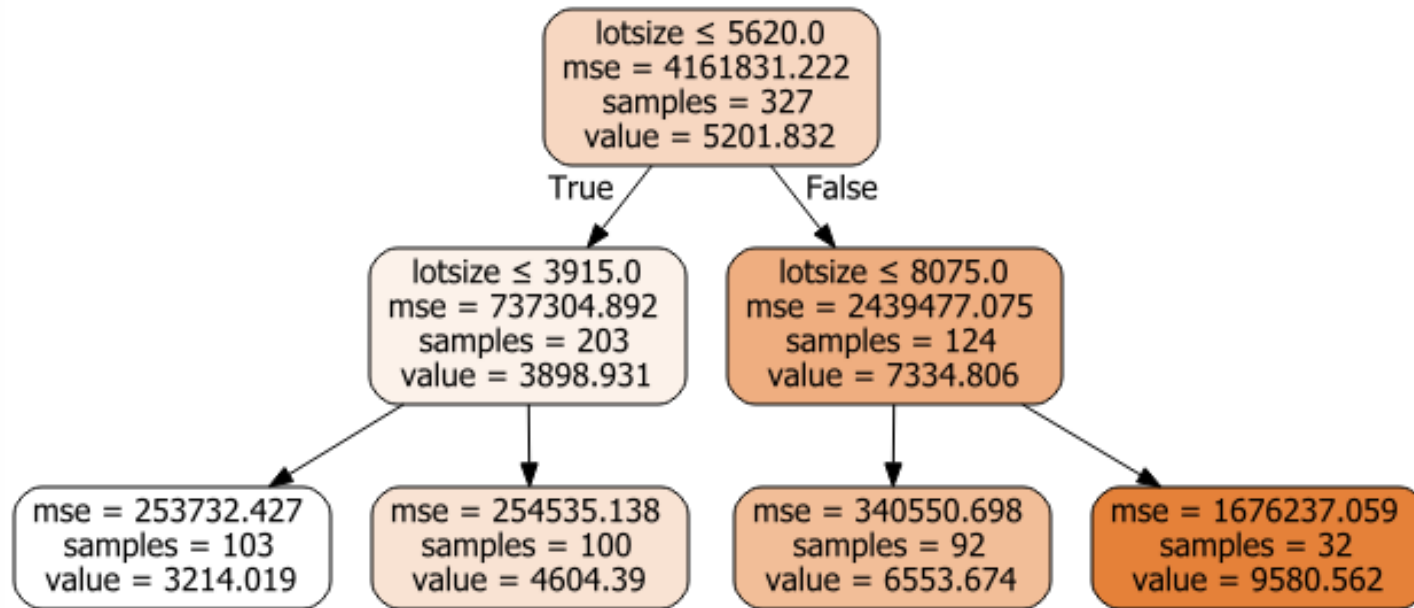 lotsize ≤ 5620.0
mse = 4161831.222
samples = 327
value = 5201.832
True
False
lotsize ≤ 3915.0
mse = 737304.892
samples = 203
value = 3898.931
lotsize ≤ 8075.0
mse = 2439477.075
samples = 124
value = 7334.806
mse = 253732.427
samples = 103
value = 3214.019
mse = 254535.138
samples = 100
value = 4604.39
mse = 340550.698
samples = 92
value = 6553.674
mse = 1676237.059
samples = 32
value = 9580.562